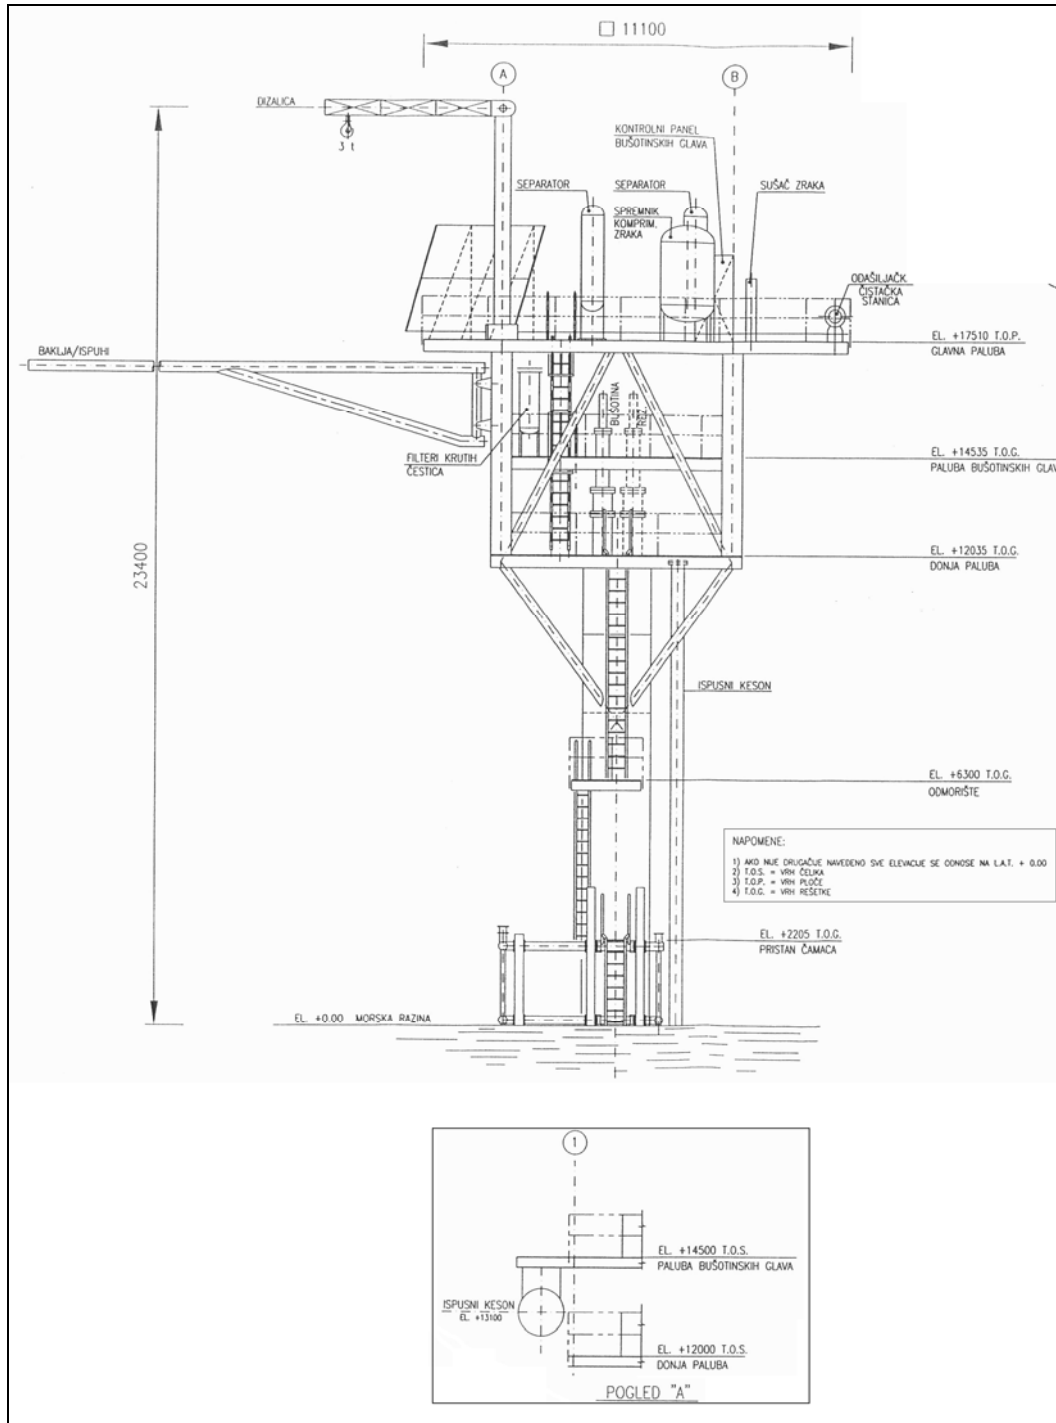 □ 11100
A
B
DIZALICA
3 t
KONTROLNI PANEL
BUŠOTINSKIH GLAVA
SEPARATOR
SEPARATOR
SUŠAČ ZRAKA
SPREMNIK
KOMPRIM.
ZRAKA
ODAŠILJAČK.
ČISTAČKA
STANICA
EL. +17510 T.O.P.
GLAVNA PALUBA
BAKLJA/ISPUHI
BUŠOTINA
FILTERI KRUTIH
ČESTICA
EL. +14535 T.O.G.
PALUBA BUŠOTINSKIH GLAV
23400
EL. +12035 T.O.G.
DONJA PALUBA
ISPUSNI KESON
EL. +6300 T.O.G.
ODMORIŠTE
NAPOMENE:
1) AKO NIJE DRUGAČIJE NAVEDENO SVE ELEVACIJE SE ODNOSE NA L.A.T. + 0.00
2) T.O.S. = VRH ČELIKA
3) T.O.P. = VRH PLOČE
4) T.O.G. = VRH REŠETKE
EL. +2205 T.O.G.
PRISTAN ČAMACA
EL. +0.00 MORSKA RAZINA
1
EL. +14500 T.O.S.
PALUBA BUŠOTINSKIH GLAVA
ISPUSNI KESON
EL. +13100
EL. +12000 T.O.S.
DONJA PALUBA
POGLED "A"